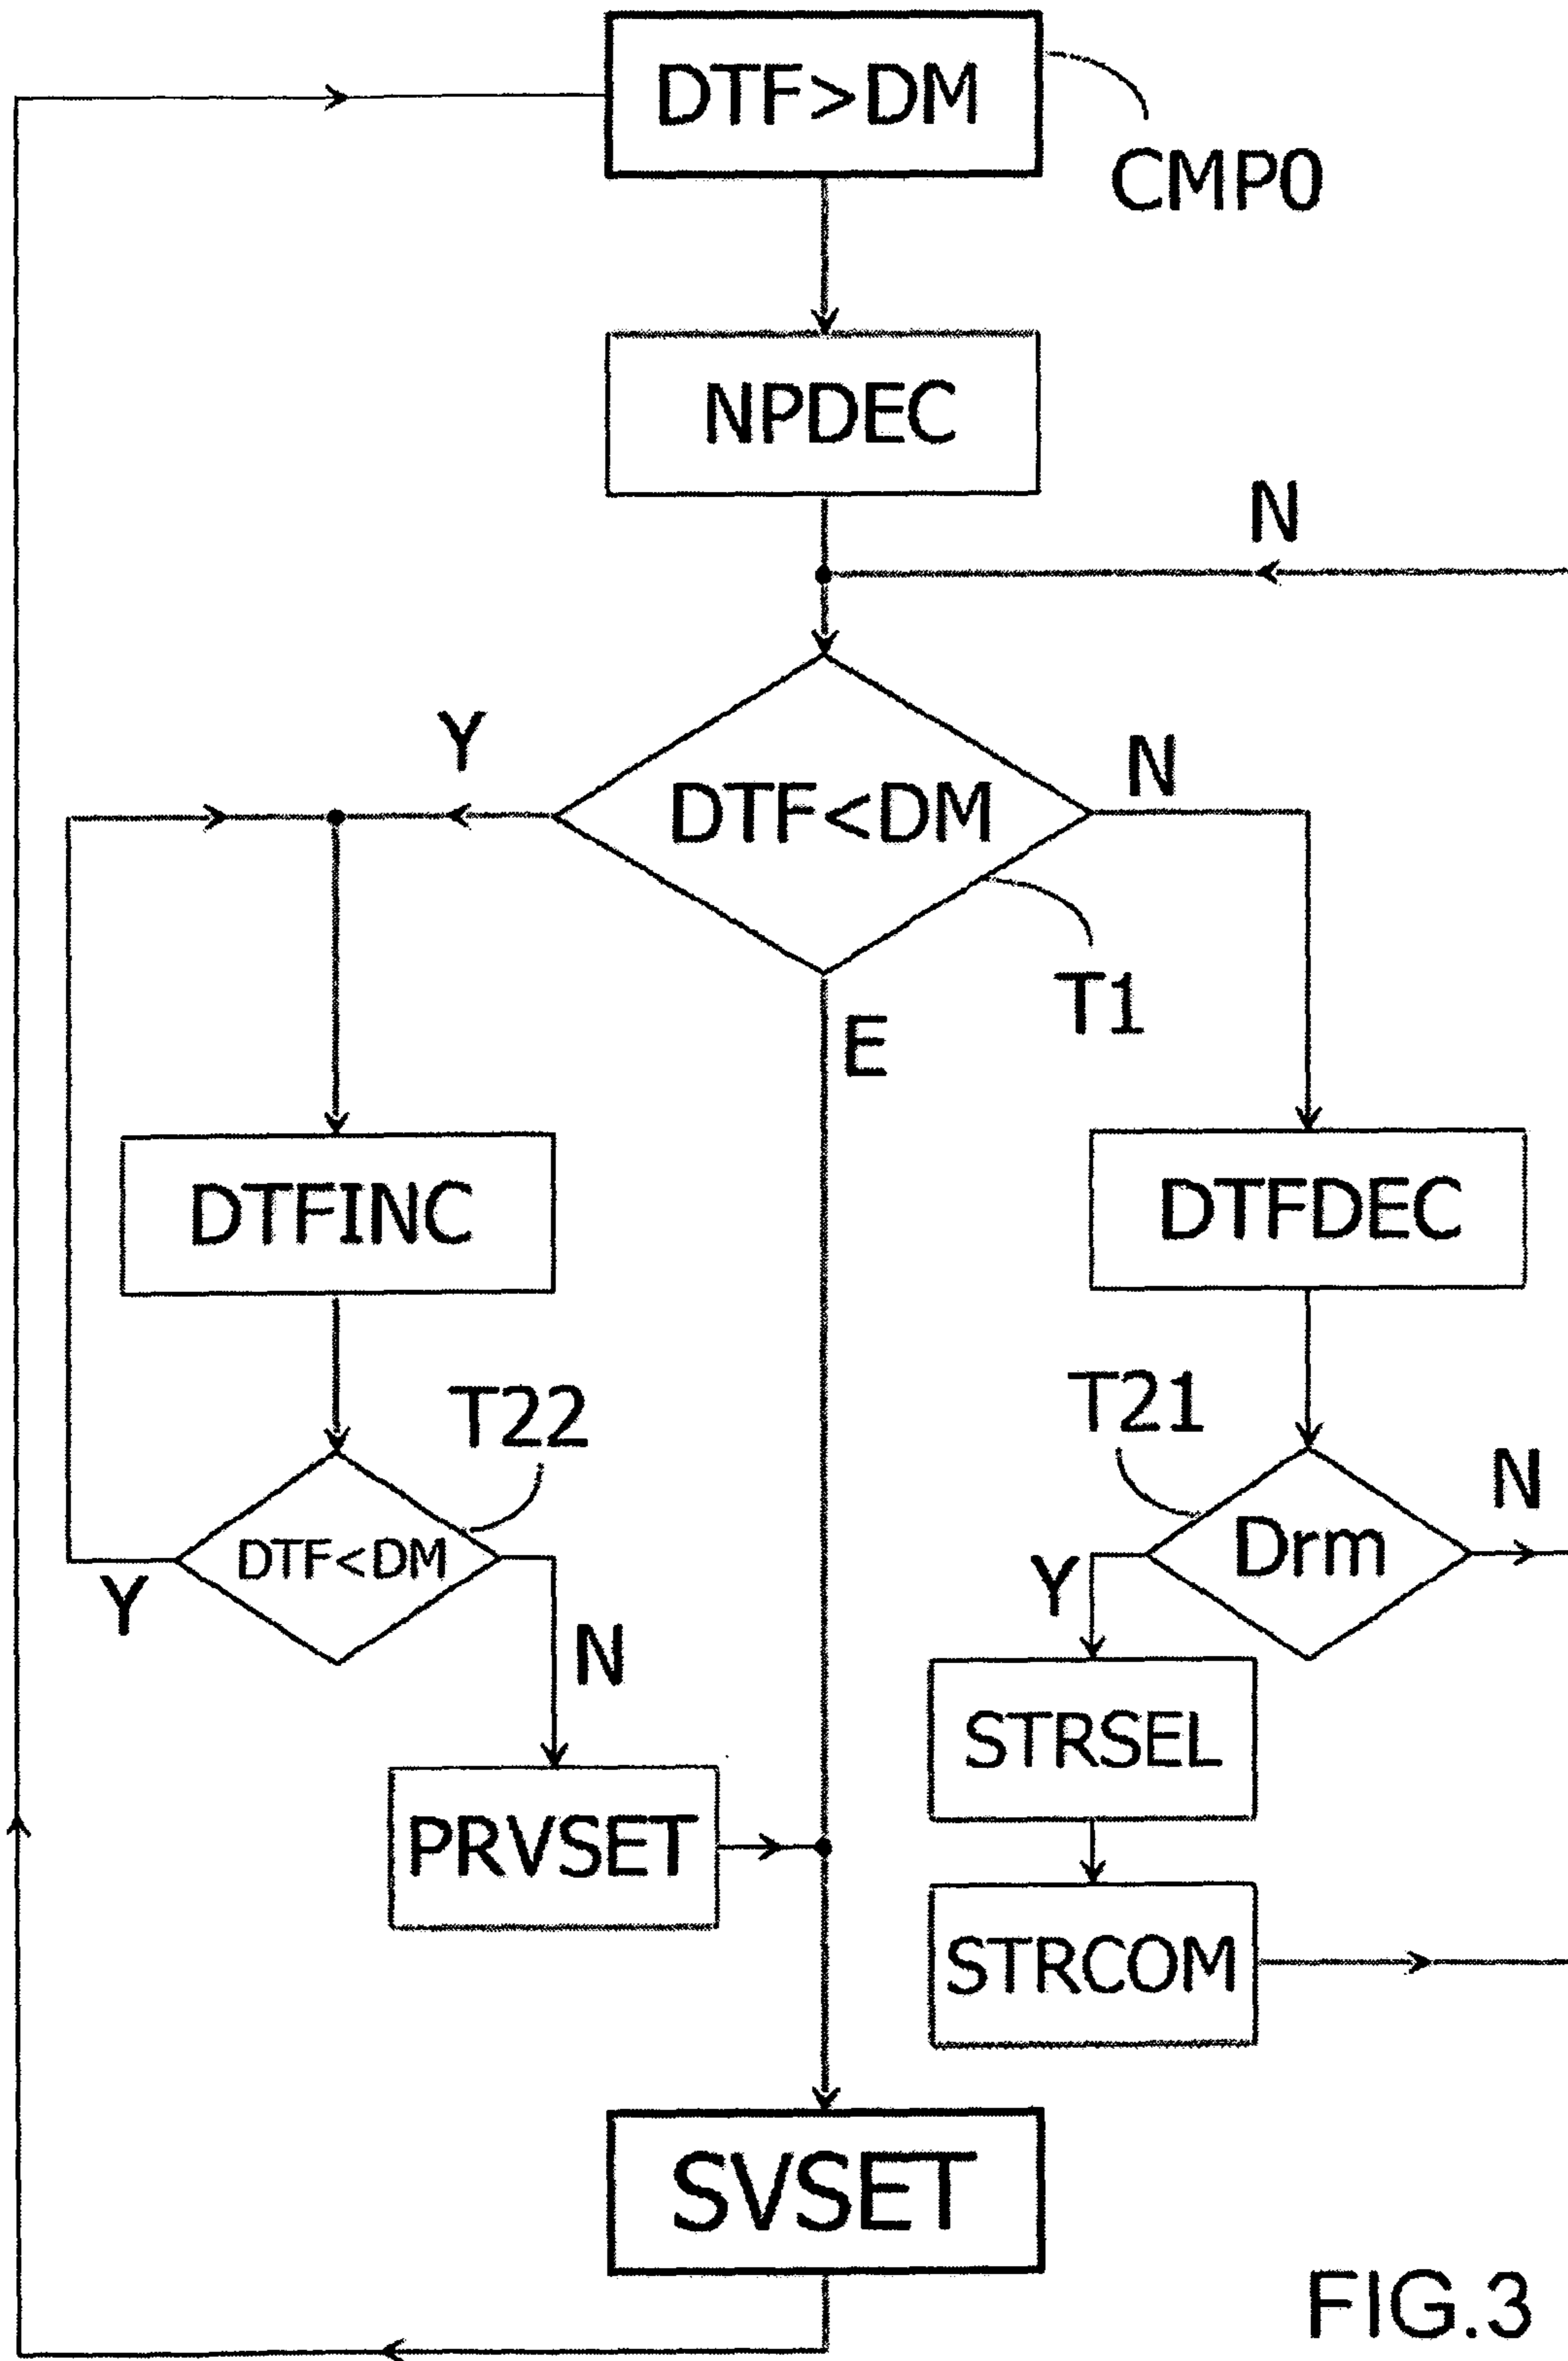 DTF>DM
CMP0
NPDEC
N
Y
N
DTF<DM
T1
E
DTFINC
DTFDEC
T22
T21
N
DTF<DM
Drm
Y
Y
N
STRSEL
PRVSET
STRCOM
SVSET
FIG.3